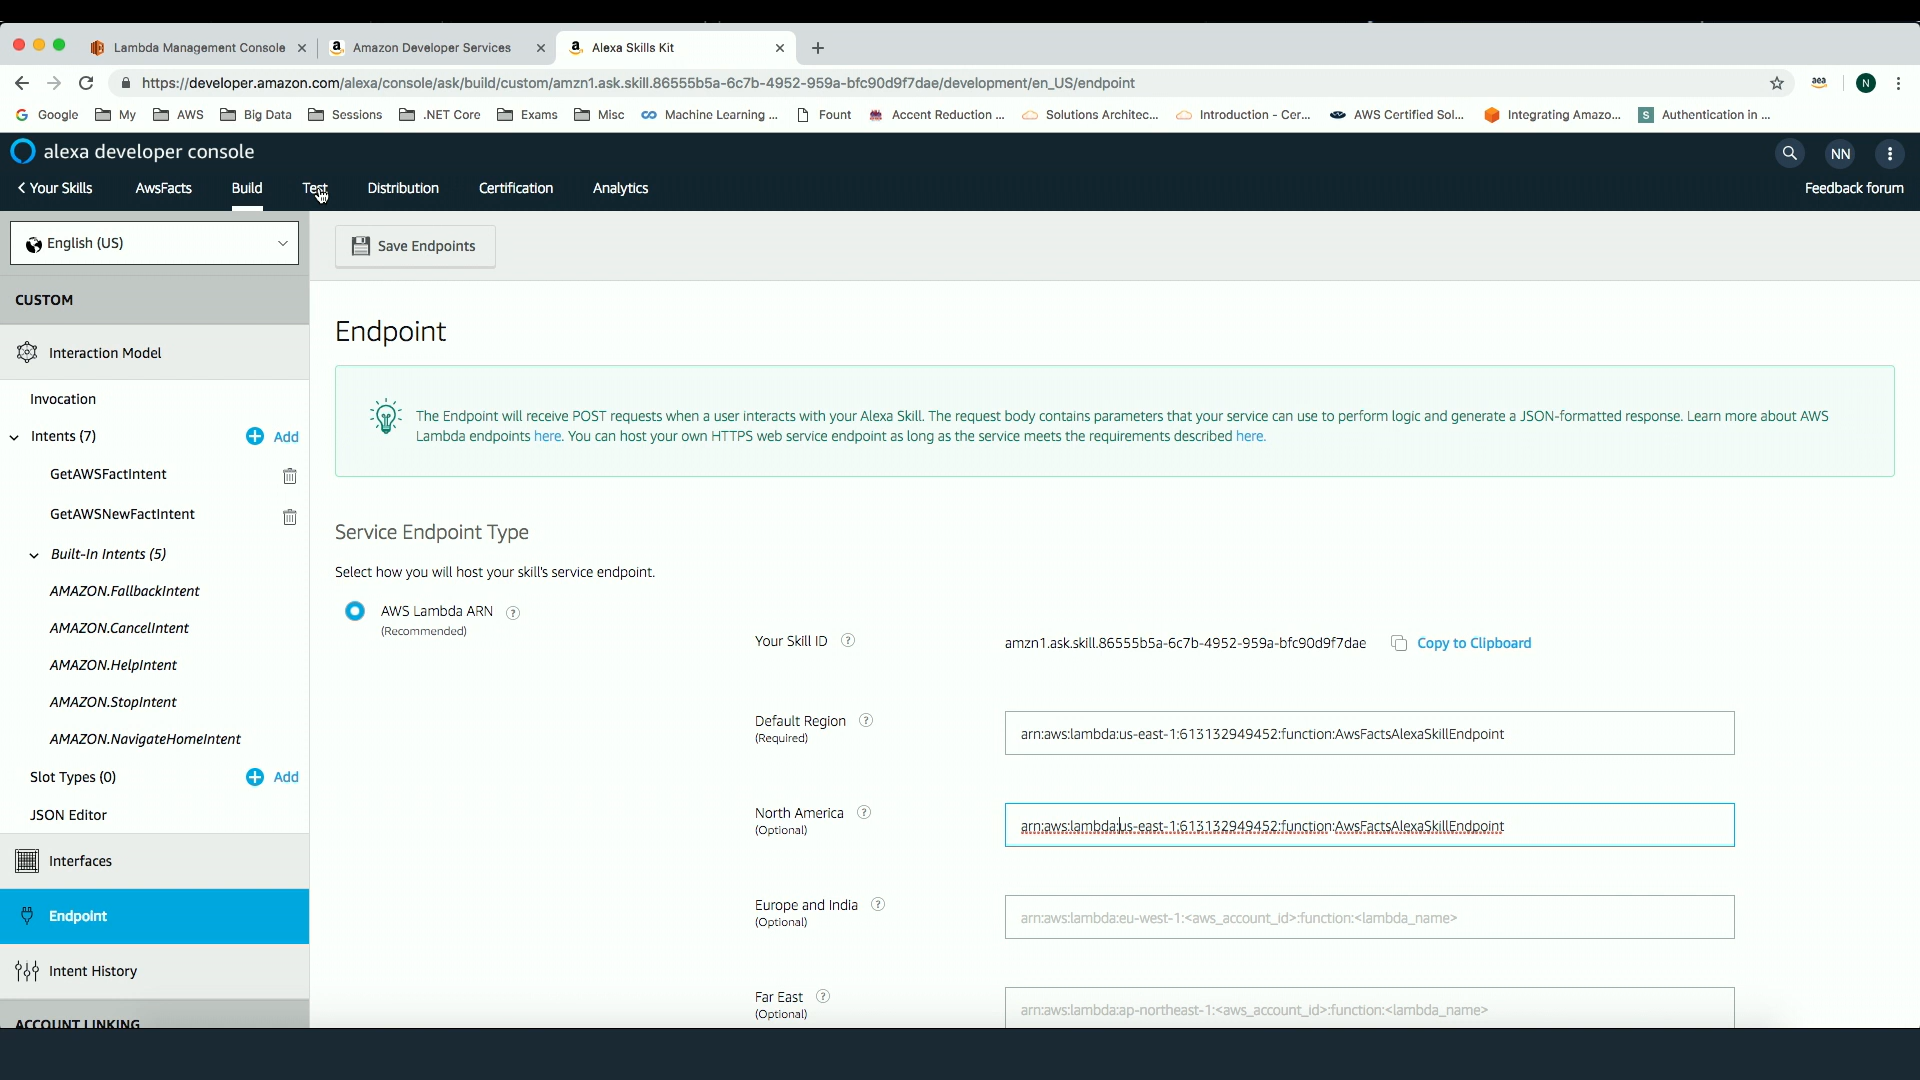 Lambda Management Console
Amazon Developer Services
Alexa Skills Kit
https://developer.amazon.com/alexa/console/ask/build/custom/amzn1.ask.skill.86555b5a-6c7b-4952-959a-bfc90d9f7dae/development/en_US/endpoint
aea
N
Google My AWS Big Data Sessions .NET Core Exams Misc Machine Learning ... Fount Accent Reduction ... Solutions Architec... Introduction - Cer... AWS Certified Sol... Integrating Amazo... S Authentication in ...
alexa developer console
NN
Your Skills AwsFacts Build Test Distribution Certification Analytics Feedback forum
English (US)
Save Endpoints
CUSTOM
Interaction Model
Invocation
Intents (7) Add
GetAWSFactIntent
GetAWSNewFactIntent
Built-In Intents (5)
AMAZON.FallbackIntent
AMAZON.CancelIntent
AMAZON.HelpIntent
AMAZON.StopIntent
AMAZON.NavigateHomeIntent
Slot Types (0) Add
JSON Editor
Interfaces
Endpoint
Intent History
ACCOUNT LINKING
Endpoint
The Endpoint will receive POST requests when a user interacts with your Alexa Skill. The request body contains parameters that your service can use to perform logic and generate a JSON-formatted response. Learn more about AWS
Lambda endpoints here. You can host your own HTTPS web service endpoint as long as the service meets the requirements described here.
Service Endpoint Type
Select how you will host your skill's service endpoint.
AWS Lambda ARN ?
(Recommended)
Your Skill ID ? amzn1.ask.skill.86555b5a-6c7b-4952-959a-bfc90d9f7dae Copy to Clipboard
Default Region ?
(Required)
arn:aws:lambda:us-east-1:613132949452:function:AwsFactsAlexaSkillEndpoint
North America ?
(Optional)
arn:aws:lambda:us-east-1:613132949452:function:AwsFactsAlexaSkillEndpoint
Europe and India ?
(Optional)
arn:aws:lambda:eu-west-1:<aws_account_id>:function:<lambda_name>
Far East ?
(Optional)
arn:aws:lambda:ap-northeast-1:<aws_account_id>:function:<lambda_name>